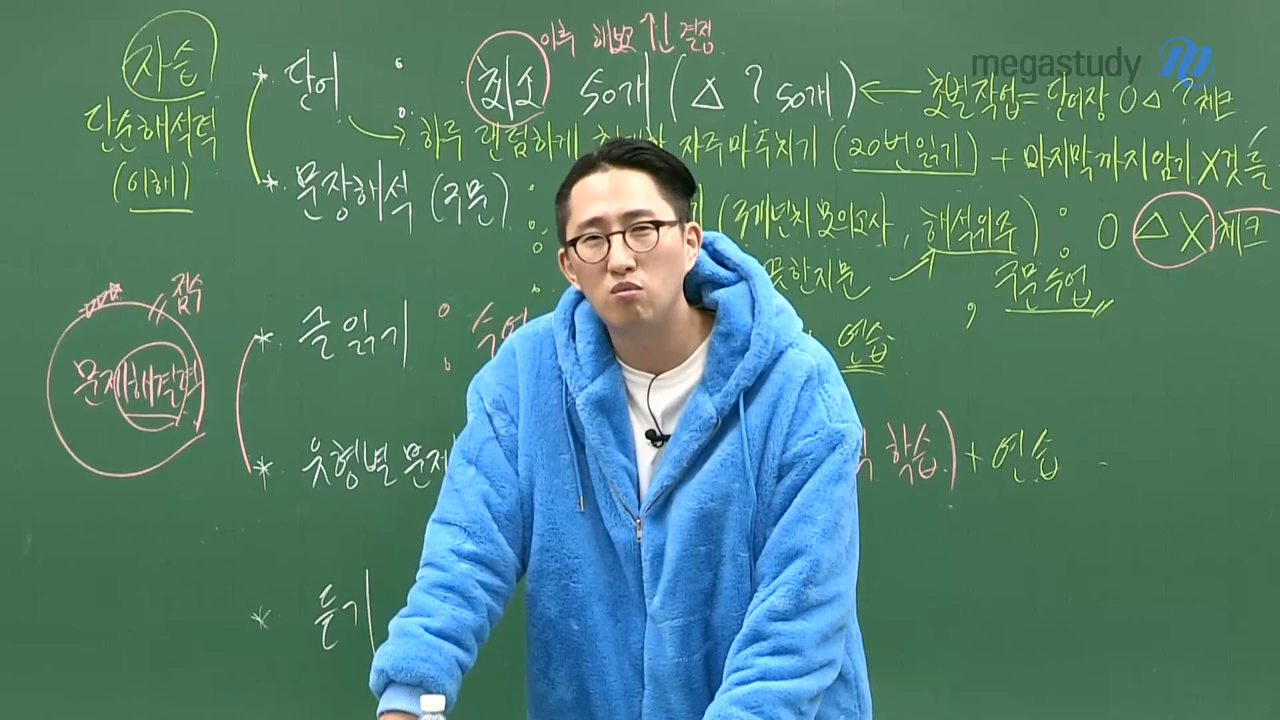 이후 해보고 ↑↓ 결정
megastudy
자습
* 단어 : 최소 50개 ( △ ? 50개 ) ← 초벌작업 = 단어장 O △ ? 체크
단순해석력
→ 하루 랜덤하게 자주마주치기 (20번읽기) + 마지막까지암기 X것들
(이해)
* 문장해석 (구문) : (주개년치 모의고사, 해석위주) : O △ X 체크
못한지문 , 구문수업
점수
* 글읽기 : 수업 연습
문제해결력
* 유형별 문제 학습) + 연습
* 듣기